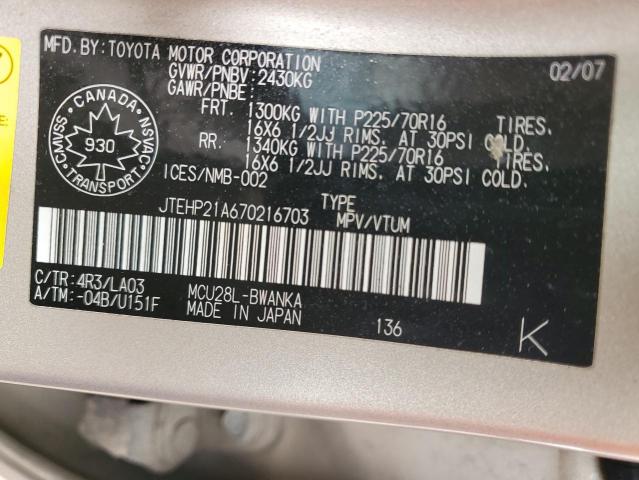 MFD.BY:TOYOTA MOTOR CORPORATION 02/07
GVWR/PNBV:2430KG
GAWR/PNBE
FRT. 1300KG WITH P225/70R16 TIRES.
16X6 1/2JJ RIMS. AT 30PSI COLD.
RR. 1340KG WITH P225/70R16 TIRES.
16X6 1/2JJ RIMS. AT 30PSI COLD.
CANADA
CMVSS 930 NSVAC
TRANSPORT
ICES/NMB-002
JTEHP21A670216703 TYPE
MPV/VTUM
C/TR:4R3/LA03 MCU28L-BWANKA
A/TM:-04B/U151F MADE IN JAPAN 136 K
E: